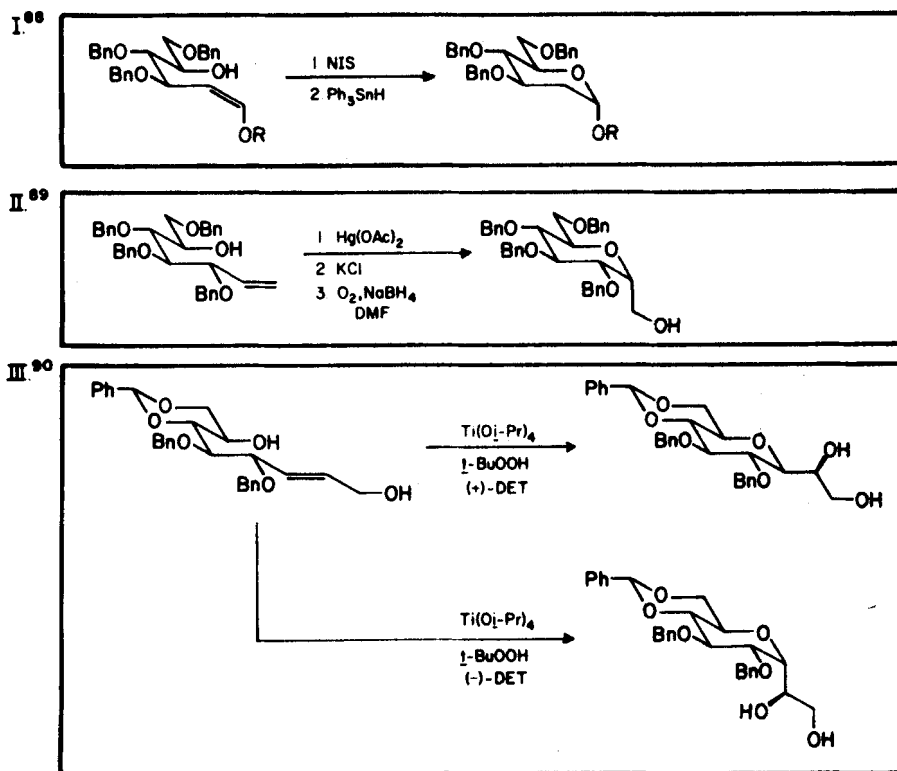 I.88
BnO OBn OH
BnO
OR
1 NIS
2 Ph3SnH
BnO OBn
BnO O
OR
II.89
BnO OBn OH
BnO
BnO
1 Hg(OAc)2
2 KCl
3 O2,NaBH4
DMF
BnO OBn
BnO O
BnO
OH
III.90
Ph O
O OH
BnO
BnO OH
Ti(Oi-Pr)4
t-BuOOH
(+)-DET
Ph O
O O OH
BnO
BnO OH
Ti(Oi-Pr)4
t-BuOOH
(-)-DET
Ph O
O O
BnO
BnO
HO
OH